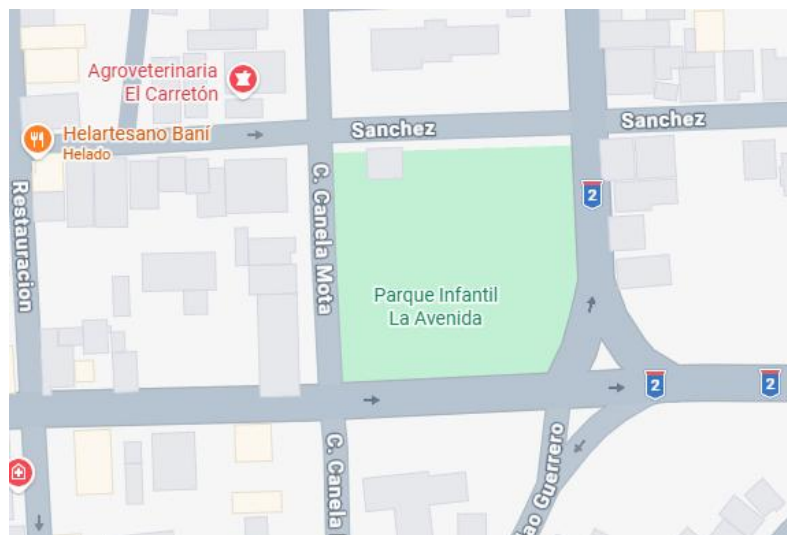 Agroveterinaria
El Carretón
Sanchez
Sanchez
Helartesano Baní
Helado
Restauracion
C. Canela Mota
2
Parque Infantil
La Avenida
2
2
C. Canela
ao Guerrero